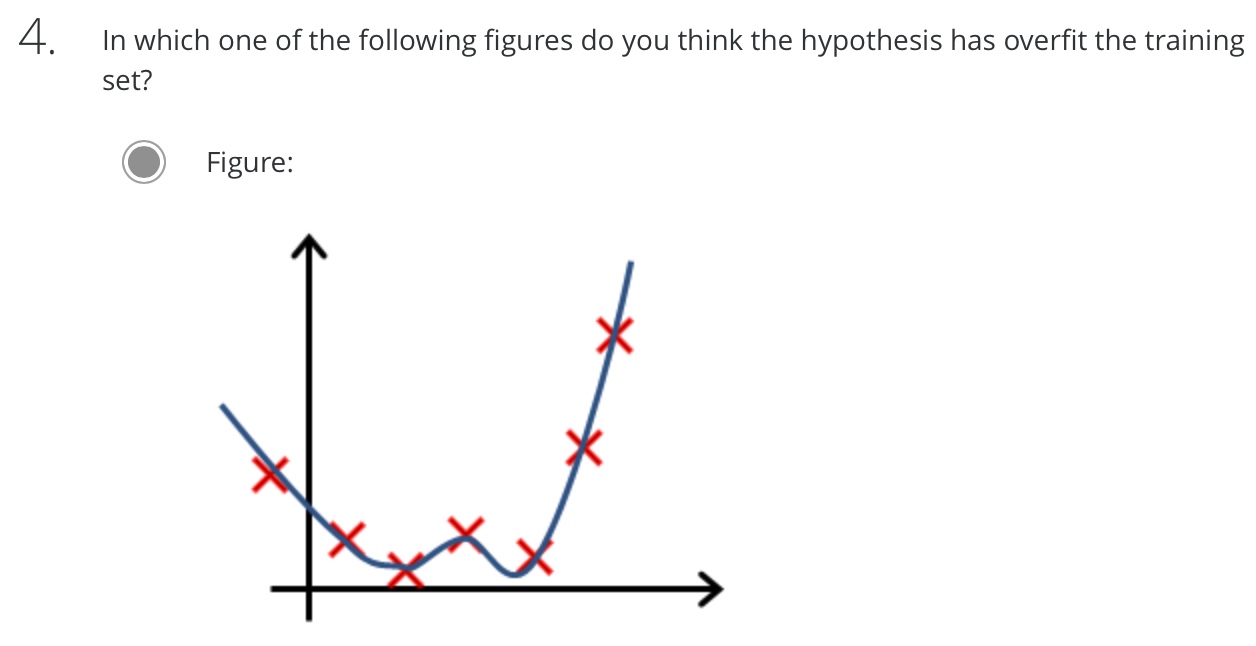 4. In which one of the following figures do you think the hypothesis has overfit the training
set?
Figure: